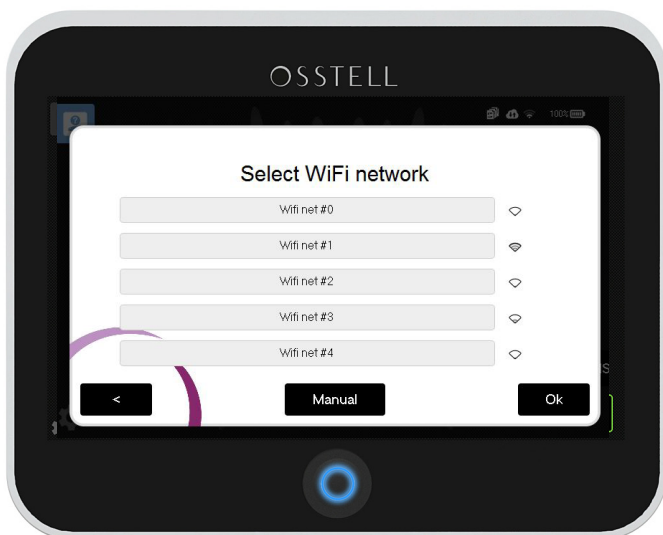 OSSTELL
100%
Select WiFi network
Wifi net #0
Wifi net #1
Wifi net #2
Wifi net #3
Wifi net #4
S
<
Manual
Ok